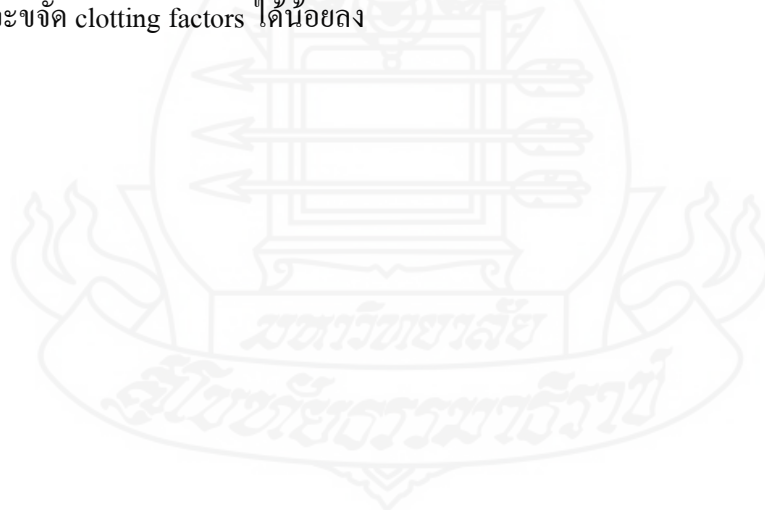 ะขจัด clotting factors ได้น้อยลง
มหาวิทยาลัย
สุโขทัยธรรมาธิราช